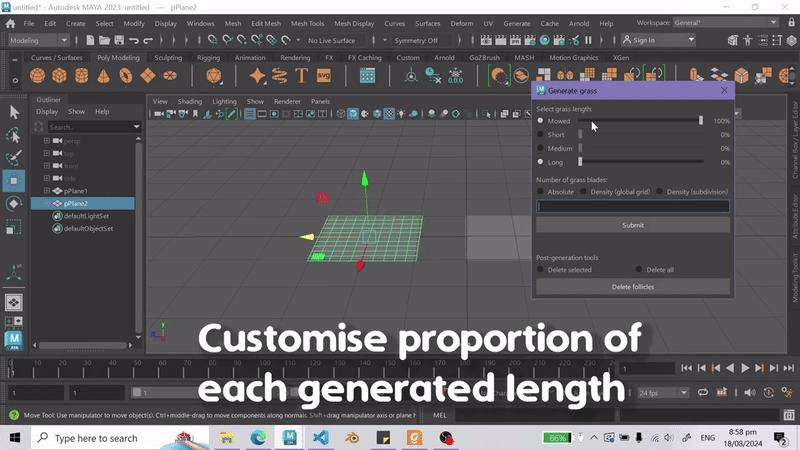 untitled* - Autodesk MAYA 2023: untitled --- pPlane2
File Edit Create Select Modify Display Windows Mesh Edit Mesh Mesh Tools Mesh Display Curves Surfaces Deform UV Generate Cache Arnold Help
Workspace: General*
Modeling
No Live Surface
Symmetry: Off
Sign In
Curves / Surfaces Poly Modeling Sculpting Rigging Animation Rendering FX FX Caching Custom Arnold GoZBrush MASH Motion Graphics XGen
SVG
Outliner
Display Show Help
Search...
persp
top
front
side
pPlane1
pPlane2
defaultLightSet
defaultObjectSet
View Shading Lighting Show Renderer Panels
Generate grass
Select grass length
Mowed 100%
Short 0%
Medium 0%
Long 0%
Number of grass blades:
Absolute Density (global grid) Density (subdivision)
Submit
Post-generation tools
Delete selected Delete all
Delete follicles
Channel Box / Layer Editor
Attribute Editor
Modeling Toolkit
Customise proportion of
each generated length
1
1
1
1
24 fps
Move Tool: Use manipulator to move object(s). Ctrl+middle-drag to move components along normals. Shift+drag manipulator axis or plane h
MEL
Type here to search
86%
ENG
8:58 pm
18/08/2024
2